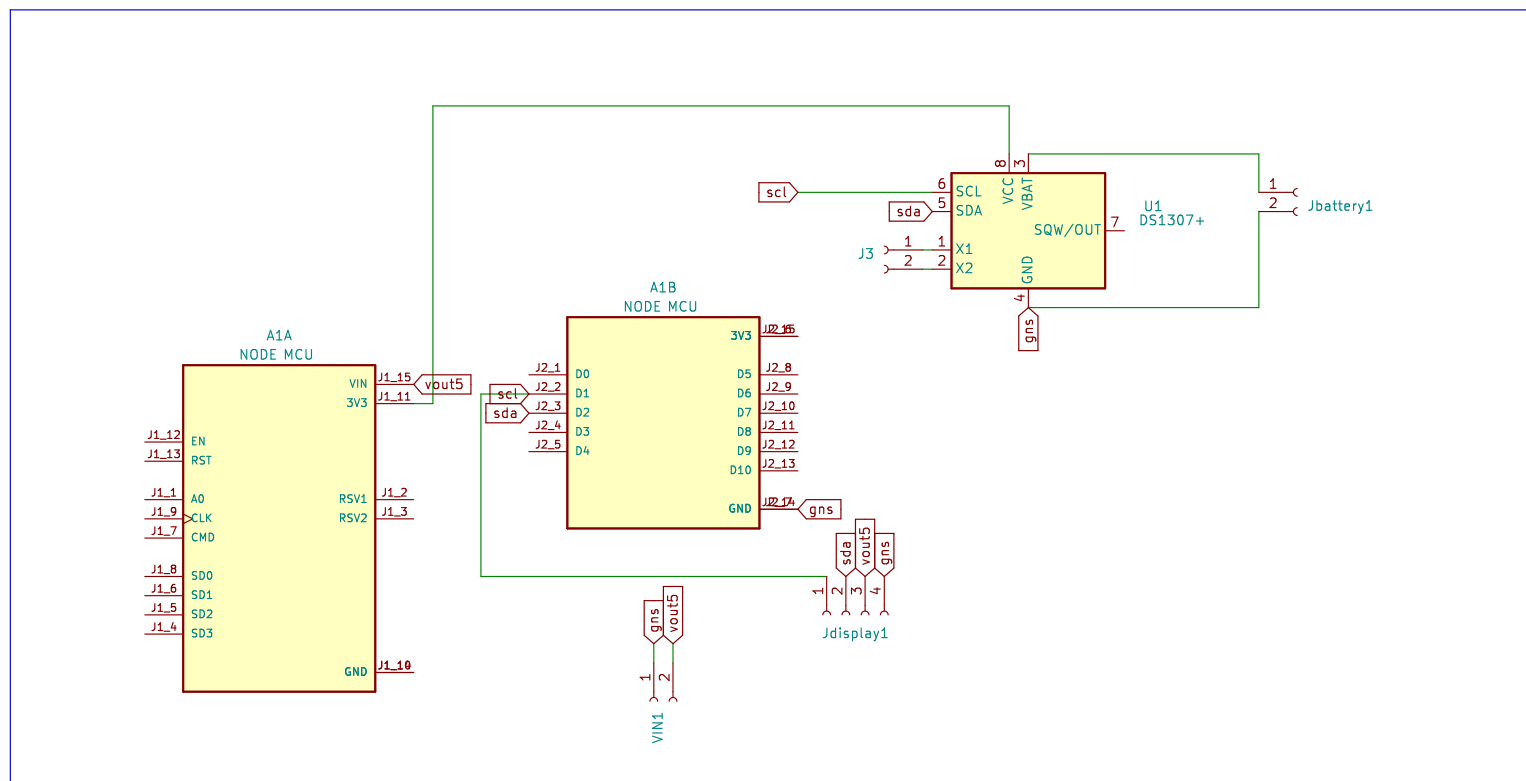 A1A
NODE MCU
J1_15
VIN
vout5
J1_11
3V3
J1_12
EN
J1_13
RST
J1_1
A0
RSV1
J1_2
J1_9
CLK
RSV2
J1_3
J1_7
CMD
J1_8
SD0
J1_6
SD1
J1_5
SD2
J1_4
SD3
GND
A1B
NODE MCU
3V3
J2_1
D0
D5
J2_8
scl
J2_2
D1
D6
J2_9
sda
J2_3
D2
D7
J2_10
J2_4
D3
D8
J2_11
J2_5
D4
D9
J2_12
D10
J2_13
GND
gns
scl
6
SCL
sda
5
SDA
8
VCC
3
VBAT
SQW/OUT
7
U1
DS1307+
J3
1
1
X1
2
2
X2
GND
4
gns
1
2
Jbattery1
sda
vout5
gns
1
2
3
4
Jdisplay1
gns
vout5
1
2
VIN1